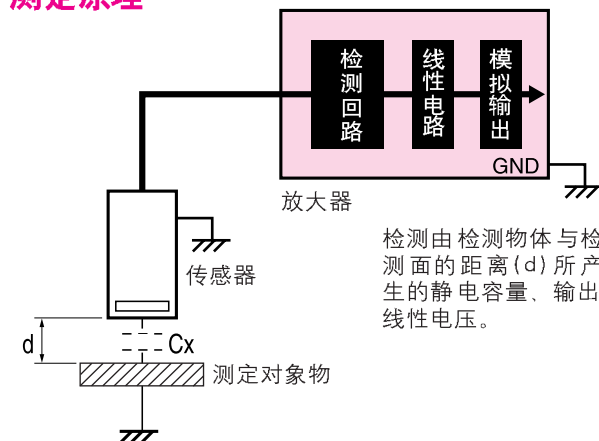 测定原理
检测回路
线性电路
模拟输出
GND
放大器
检测由检测物体与检
测面的距离(d)所产
生的静电容量、输出
线性电压。
传感器
d
Cx
测定对象物